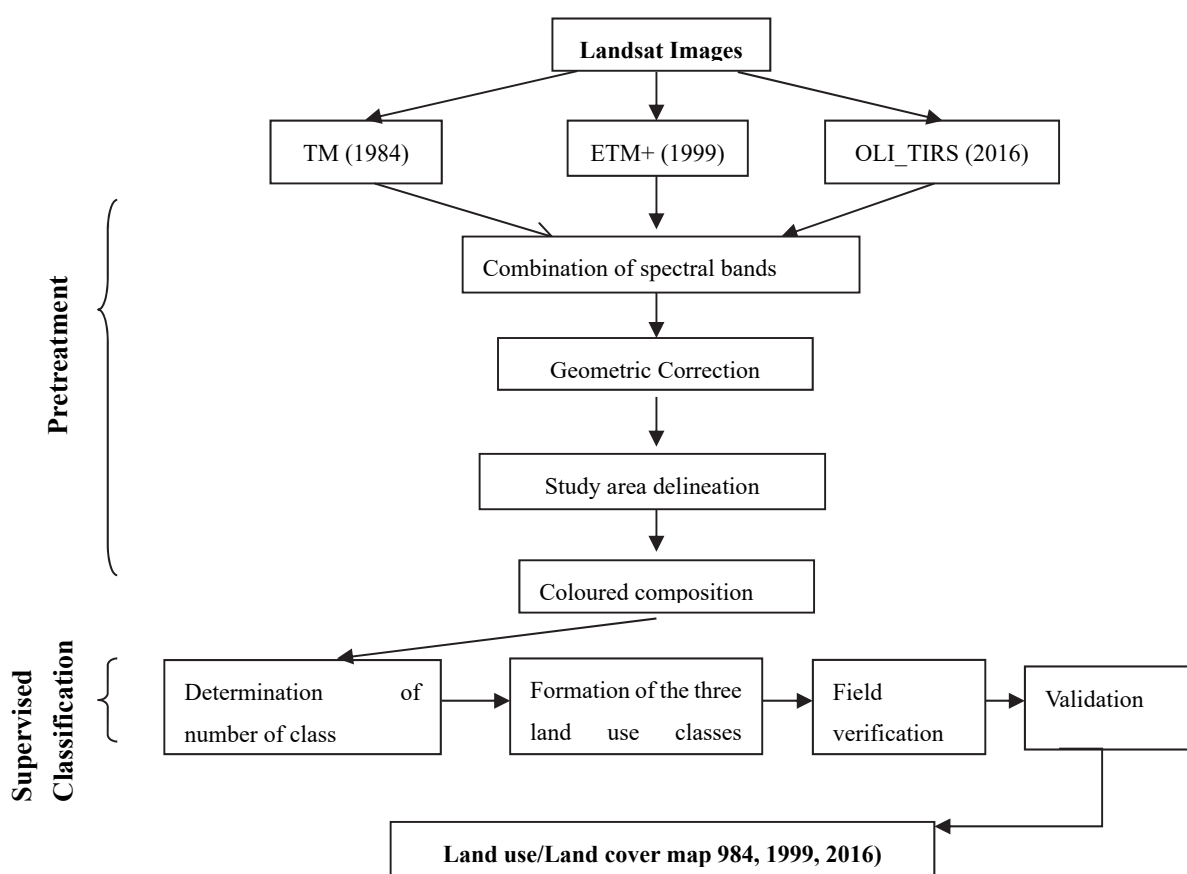 Landsat Images
TM (1984)
ETM+ (1999)
OLI_TIRS (2016)
Pretreatment
Combination of spectral bands
Geometric Correction
Study area delineation
Coloured composition
Supervised
Classification
Determination of
number of class
Formation of the three
land use classes
Field
verification
Validation
Land use/Land cover map 984, 1999, 2016)